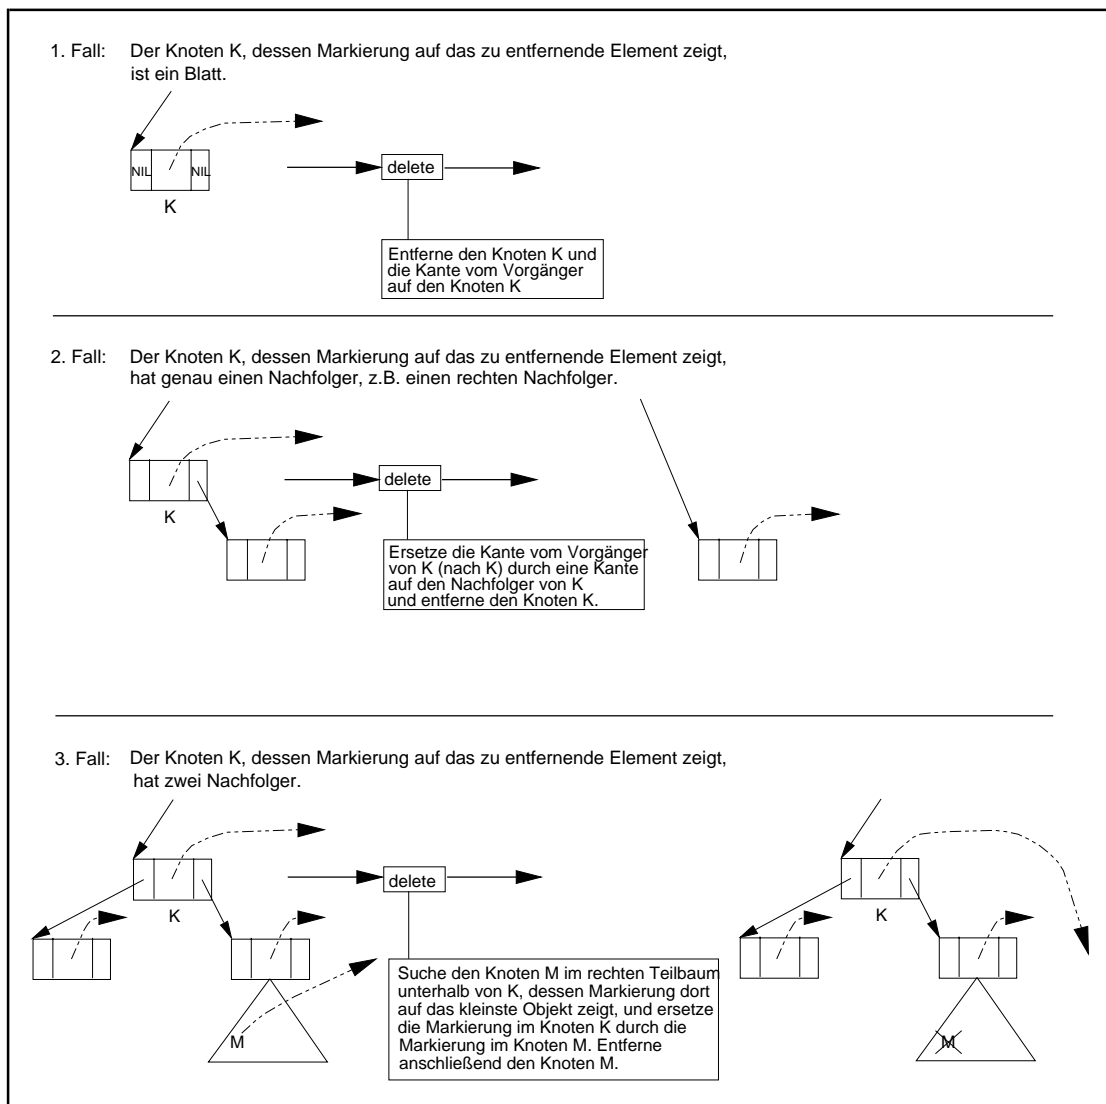 1. Fall: Der Knoten K, dessen Markierung auf das zu entfernende Element zeigt,
ist ein Blatt.
NIL NIL
K
delete
Entferne den Knoten K und
die Kante vom Vorgänger
auf den Knoten K
2. Fall: Der Knoten K, dessen Markierung auf das zu entfernende Element zeigt,
hat genau einen Nachfolger, z.B. einen rechten Nachfolger.
delete
K
Ersetze die Kante vom Vorgänger
von K (nach K) durch eine Kante
auf den Nachfolger von K
und entferne den Knoten K.
3. Fall: Der Knoten K, dessen Markierung auf das zu entfernende Element zeigt,
hat zwei Nachfolger.
delete
K
K
Suche den Knoten M im rechten Teilbaum
unterhalb von K, dessen Markierung dort
auf das kleinste Objekt zeigt, und ersetze
die Markierung im Knoten K durch die
Markierung im Knoten M. Entferne
anschließend den Knoten M.
M
M